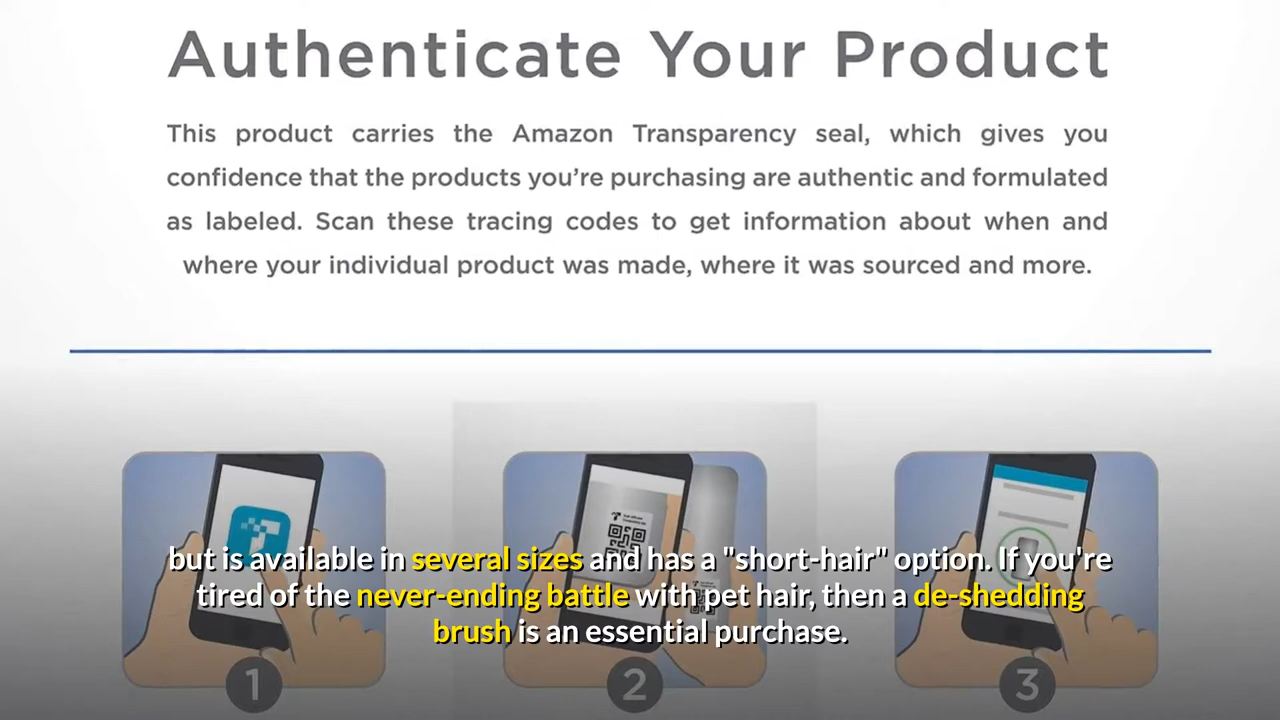 Authenticate Your Product
This product carries the Amazon Transparency seal, which gives you
confidence that the products you’re purchasing are authentic and formulated
as labeled. Scan these tracing codes to get information about when and
where your individual product was made, where it was sourced and more.
but is available in several sizes and has a "short-hair" option. If you're
tired of the never-ending battle with pet hair, then a de-shedding
brush is an essential purchase.
1
2
3